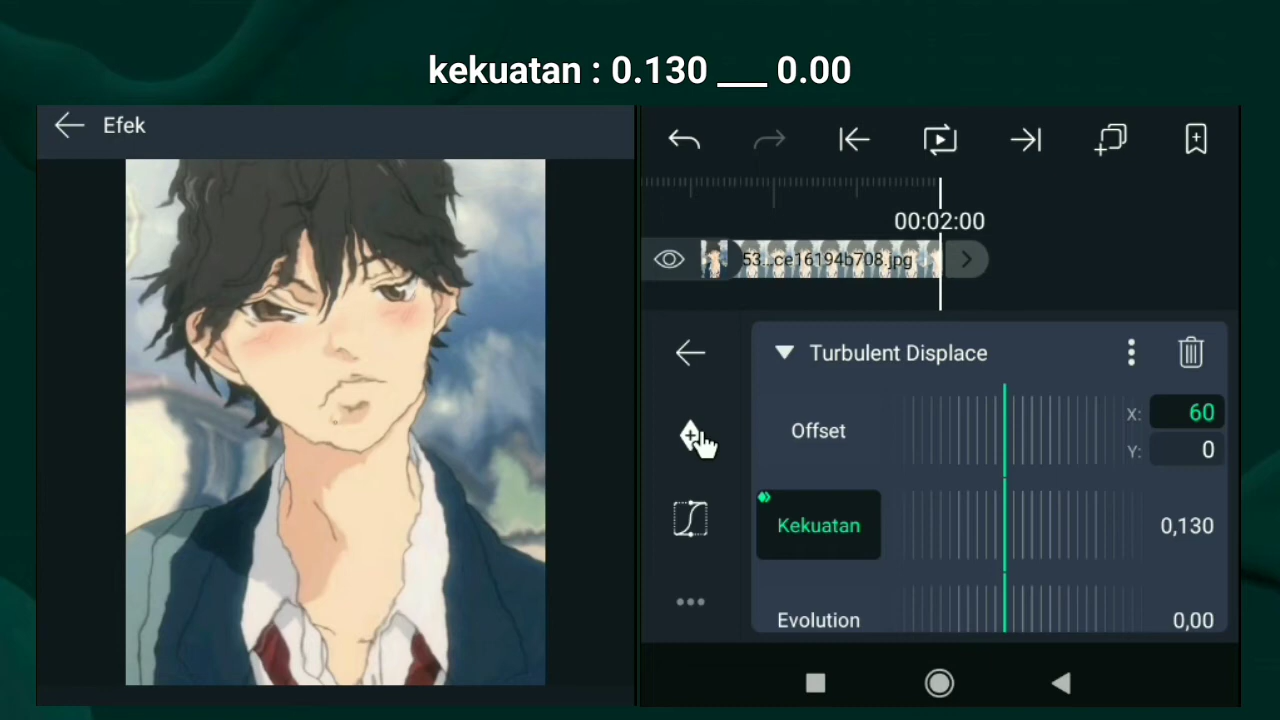 kekuatan : 0.130 ___ 0.00
Efek
00:02:00
53...ce16194b708.jpg
Turbulent Displace
Offset
X: 60
Y: 0
Kekuatan
0,130
Evolution
0,00